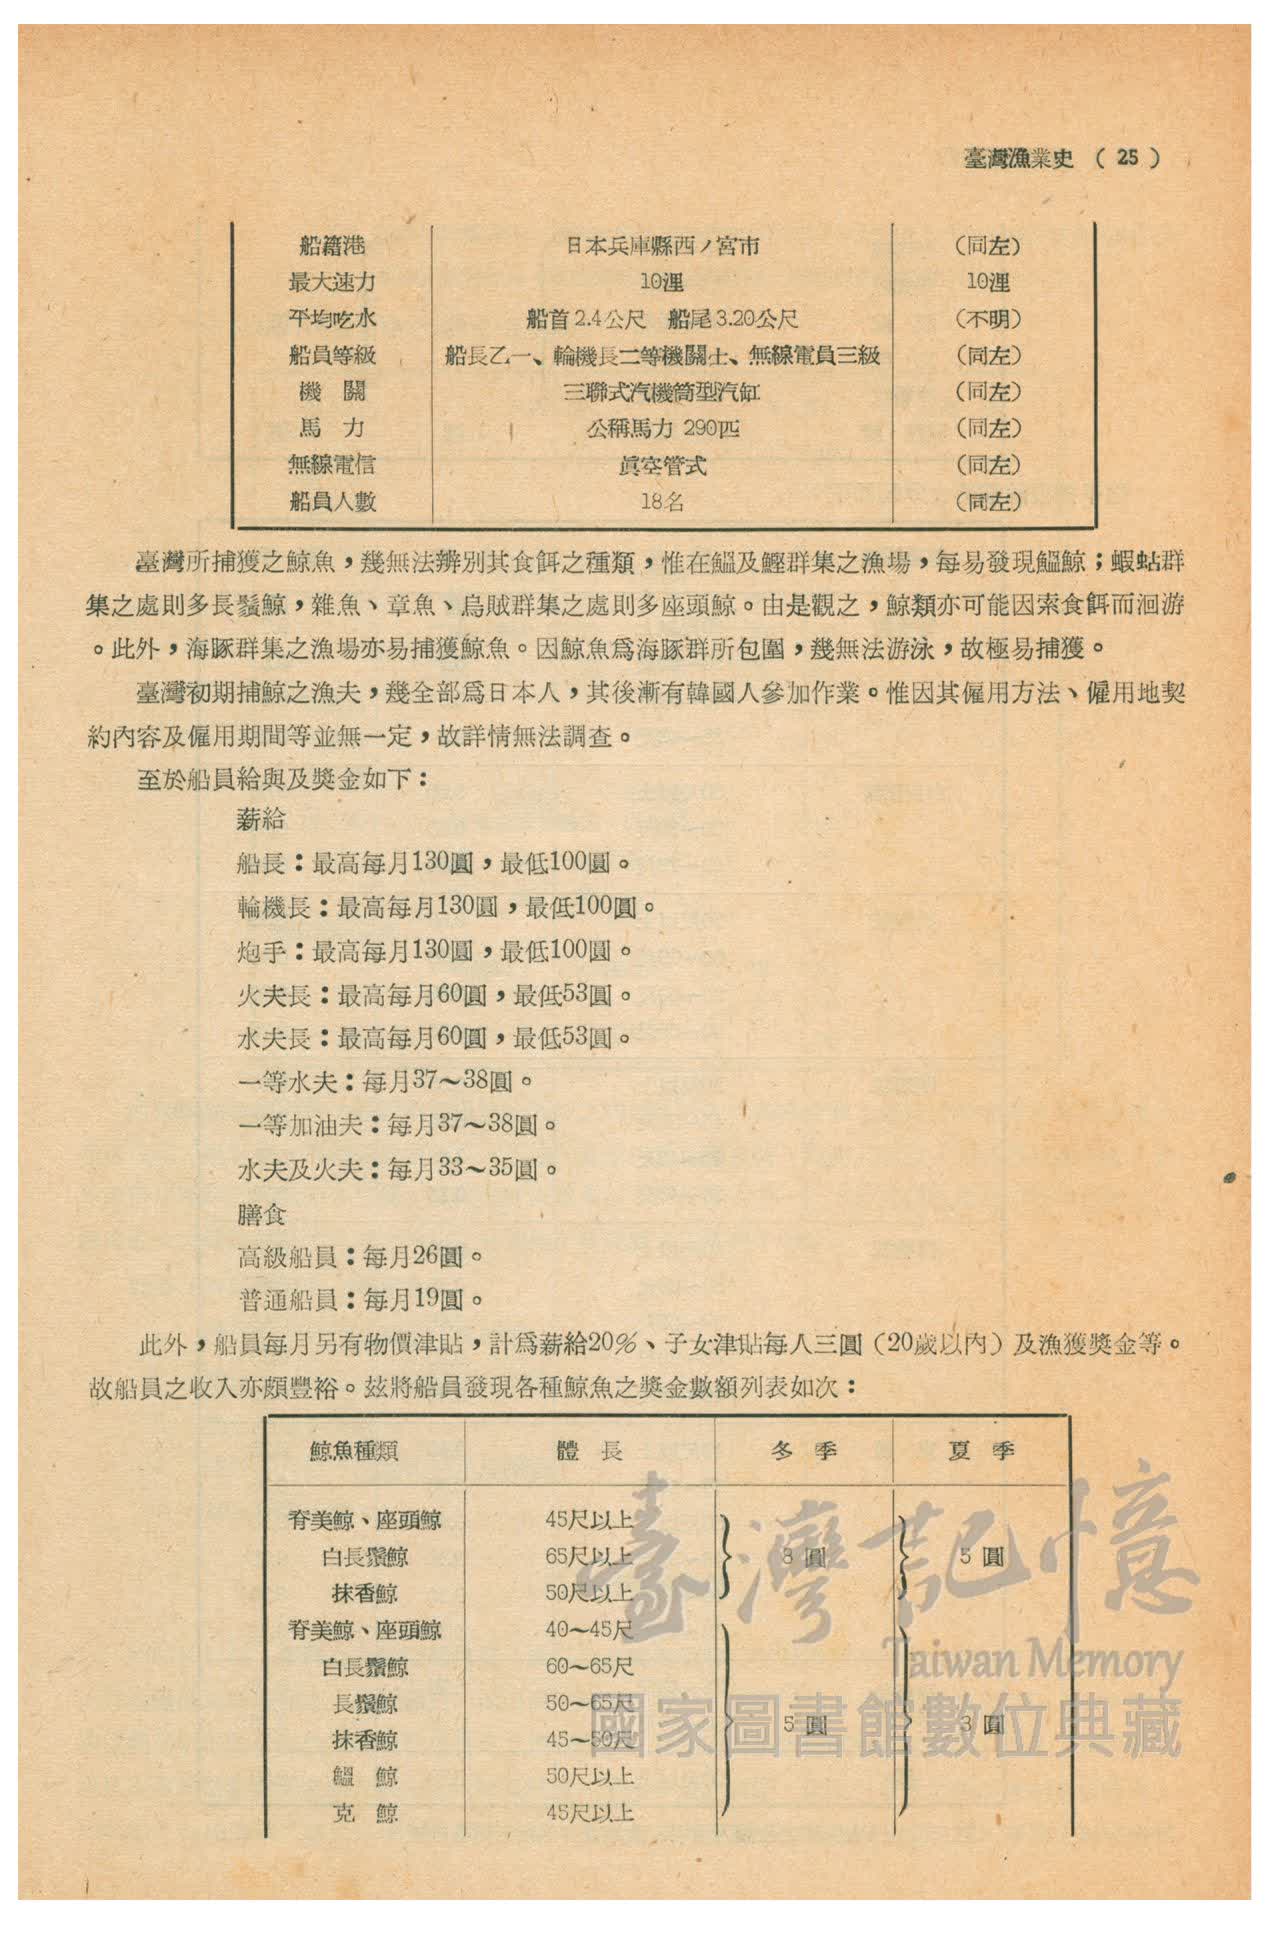 臺灣漁業史 （ 25 ）
船籍港 日本兵庫縣西ノ宮市 （同左）
最大速力 10浬 10浬
平均吃水 船首2.4公尺 船尾3.20公尺 （不明）
船員等級 船長乙一、輪機長二等機關士、無線電員三級 （同左）
機 關 三聯式汽機筒型汽缸 （同左）
馬 力 公稱馬力 290匹 （同左）
無線電信 眞空管式 （同左）
船員人數 18名 （同左）
臺灣所捕獲之鯨魚，幾無法辨別其食餌之種類，惟在鰮及鰹群集之漁場，每易發現鰮鯨；蝦蛄群
集之處則多長鬚鯨，雜魚、章魚、烏賊群集之處則多座頭鯨。由是觀之，鯨類亦可能因索食餌而洄游
。此外，海豚群集之漁場亦易捕獲鯨魚。因鯨魚爲海豚群所包圍，幾無法游泳，故極易捕獲。
臺灣初期捕鯨之漁夫，幾全部爲日本人，其後漸有韓國人參加作業。惟因其僱用方法、僱用地契
約內容及僱用期間等並無一定，故詳情無法調查。
至於船員給與及獎金如下：
薪給
船長：最高每月130圓，最低100圓。
輪機長：最高每月130圓，最低100圓。
炮手：最高每月130圓，最低100圓。
火夫長：最高每月60圓，最低53圓。
水夫長：最高每月60圓，最低53圓。
一等水夫：每月37～38圓。
一等加油夫：每月37～38圓。
水夫及火夫：每月33～35圓。
膳食
高級船員：每月26圓。
普通船員：每月19圓。
此外，船員每月另有物價津貼，計爲薪給20％、子女津貼每人三圓（20歲以內）及漁獲獎金等。
故船員之收入亦頗豐裕。玆將船員發現各種鯨魚之獎金數額列表如次：
鯨魚種類 體 長 冬 季 夏 季
脊美鯨、座頭鯨 45尺以上
白長鬚鯨 65尺以上 8 圓 5 圓
抹香鯨 50尺以上
脊美鯨、座頭鯨 40～45尺
白長鬚鯨 60～65尺
長鬚鯨 50～65尺
5 圓 3 圓
抹香鯨 45～50尺
鰮 鯨 50尺以上
克 鯨 45尺以上
臺灣記憶
Taiwan Memory
國家圖書館數位典藏